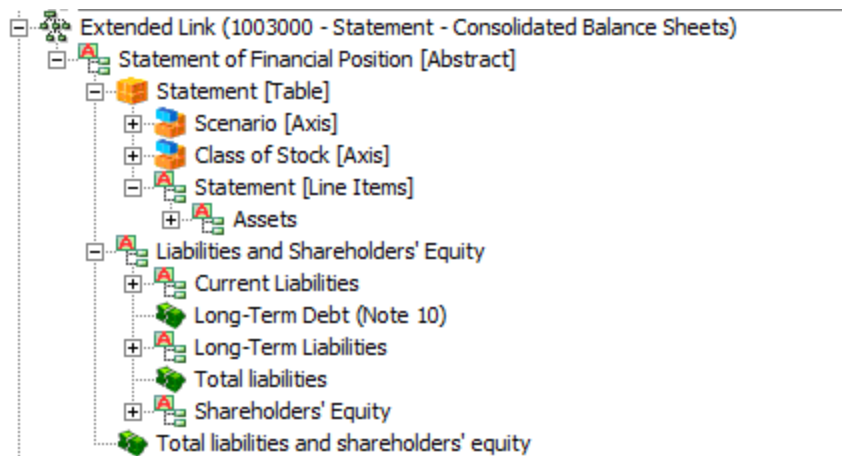 Extended Link (1003000 - Statement - Consolidated Balance Sheets)
Statement of Financial Position [Abstract]
Statement [Table]
Scenario [Axis]
Class of Stock [Axis]
Statement [Line Items]
Assets
Liabilities and Shareholders' Equity
Current Liabilities
Long-Term Debt (Note 10)
Long-Term Liabilities
Total liabilities
Shareholders' Equity
Total liabilities and shareholders' equity